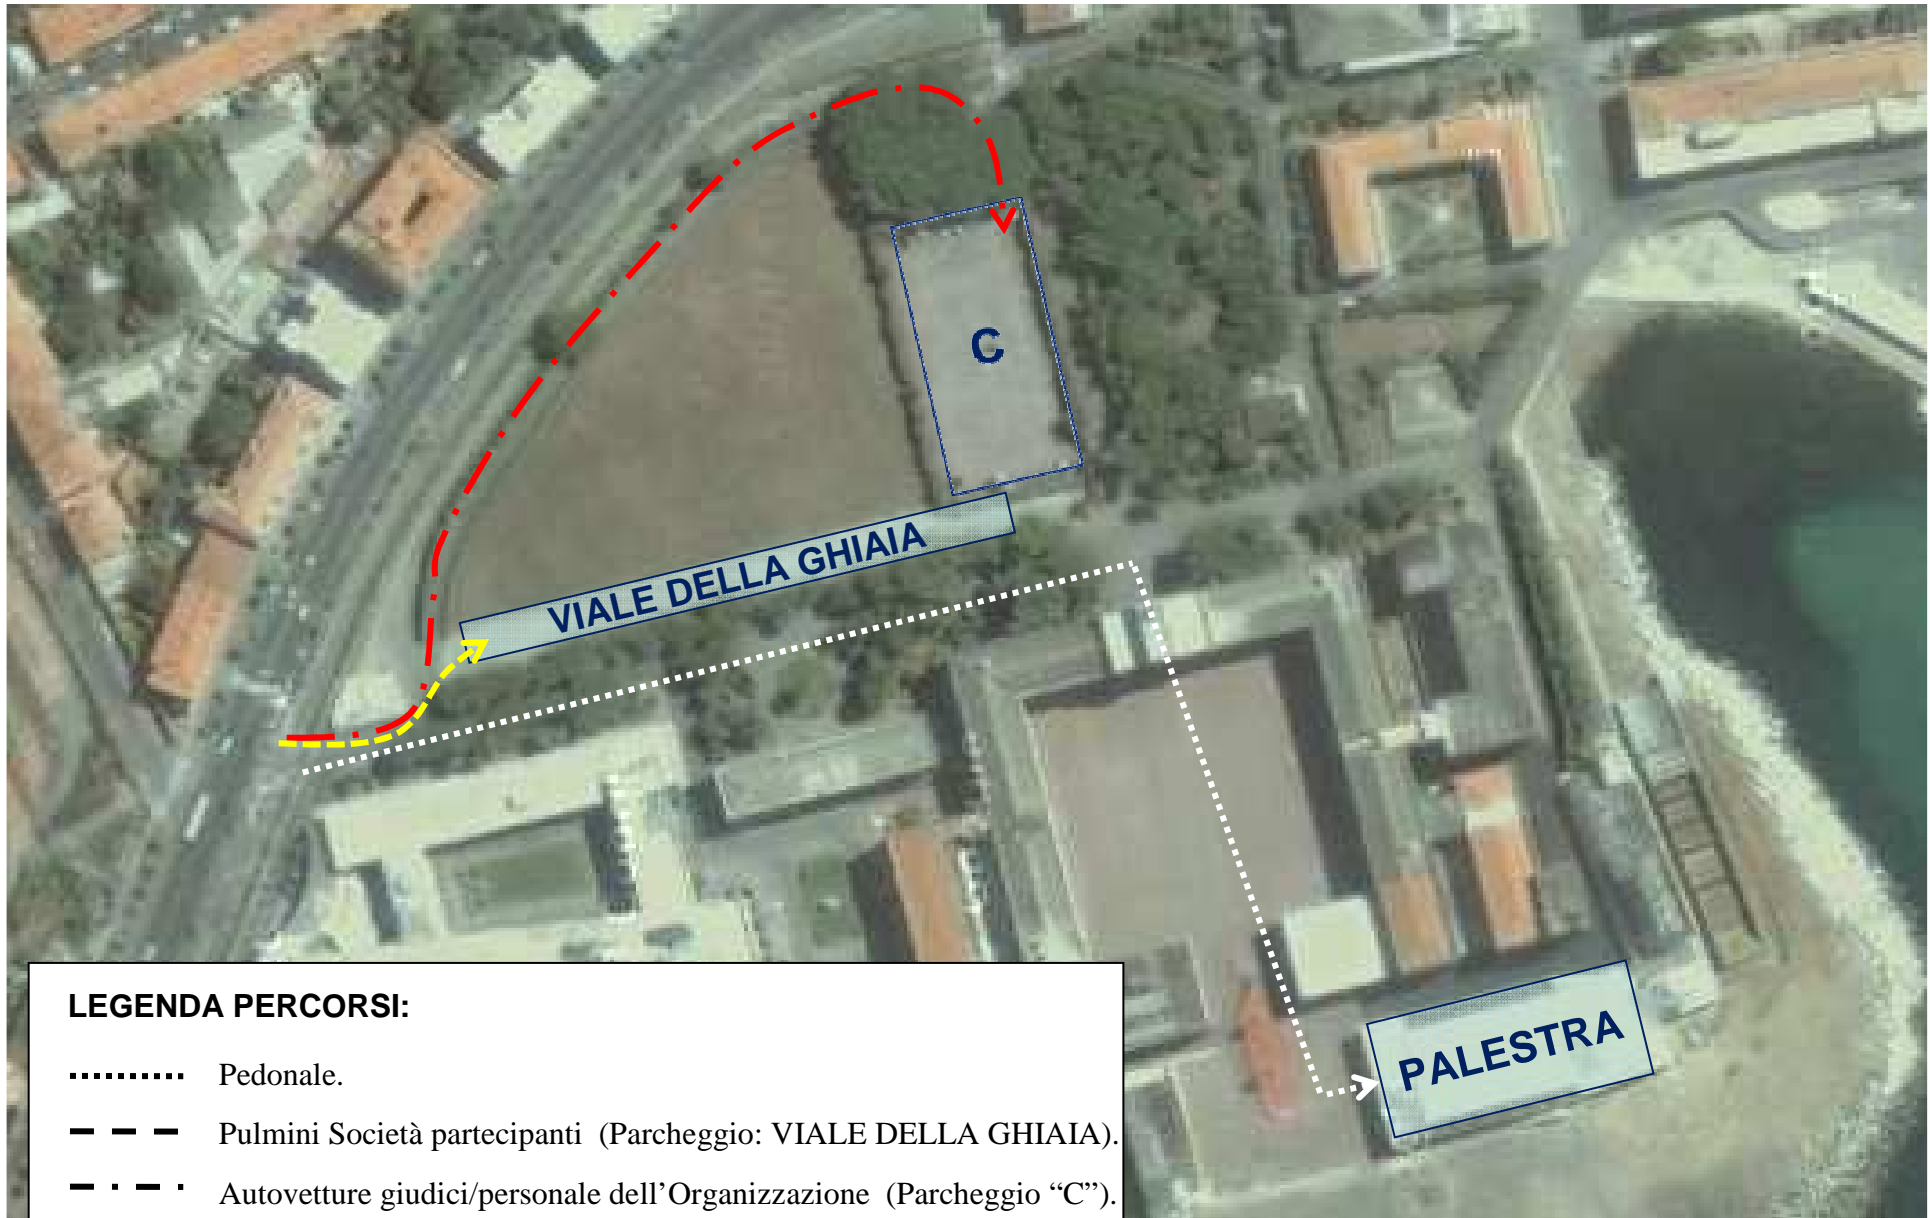 C
VIALE DELLA GHIAIA
PALESTRA
LEGENDA PERCORSI:
Pedonale.
Pulmini Società partecipanti (Parcheggio: VIALE DELLA GHIAIA).
Autovetture giudici/personale dell’Organizzazione (Parcheggio “C”).